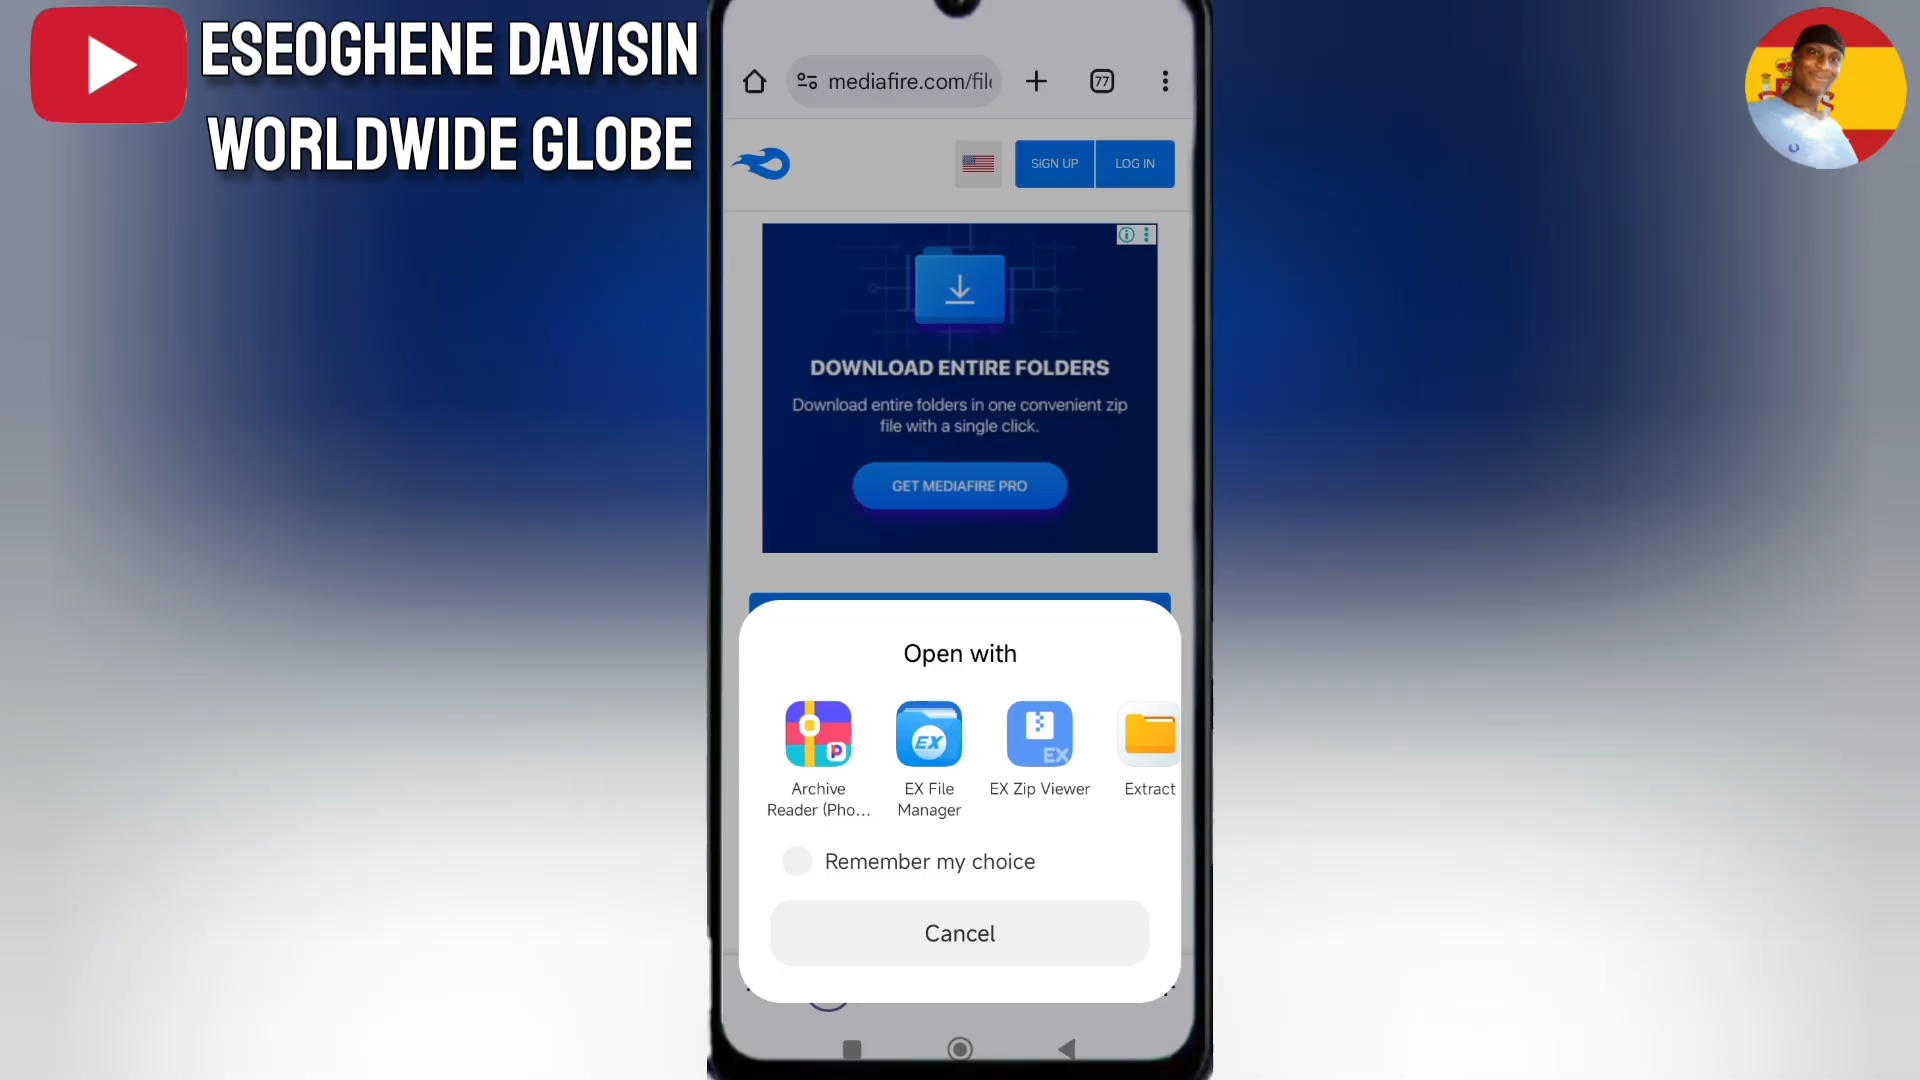 ESEOGHENE DAVISIN
WORLDWIDE GLOBE
mediafire.com/fil
77
SIGN UP
LOG IN
DOWNLOAD ENTIRE FOLDERS
Download entire folders in one convenient zip
file with a single click.
GET MEDIAFIRE PRO
Open with
Archive
Reader (Pho...
EX
EX File
Manager
EX
EX Zip Viewer
Extract
Remember my choice
Cancel